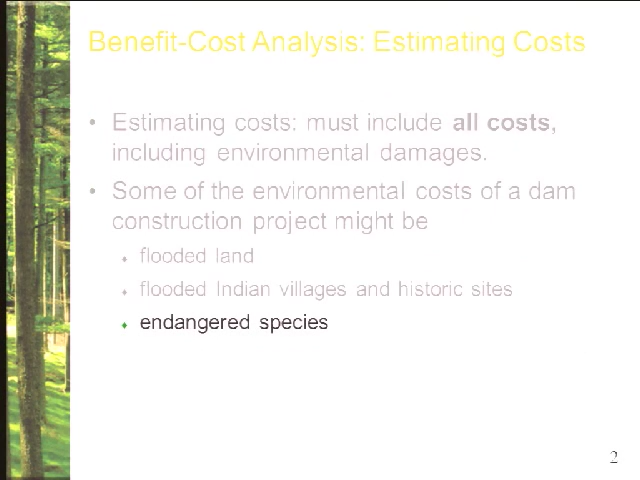 Benefit-Cost Analysis: Estimating Costs
• Estimating costs: must include all costs,
including environmental damages.
• Some of the environmental costs of a dam
construction project might be
♦ flooded land
♦ flooded Indian villages and historic sites
♦ endangered species
2